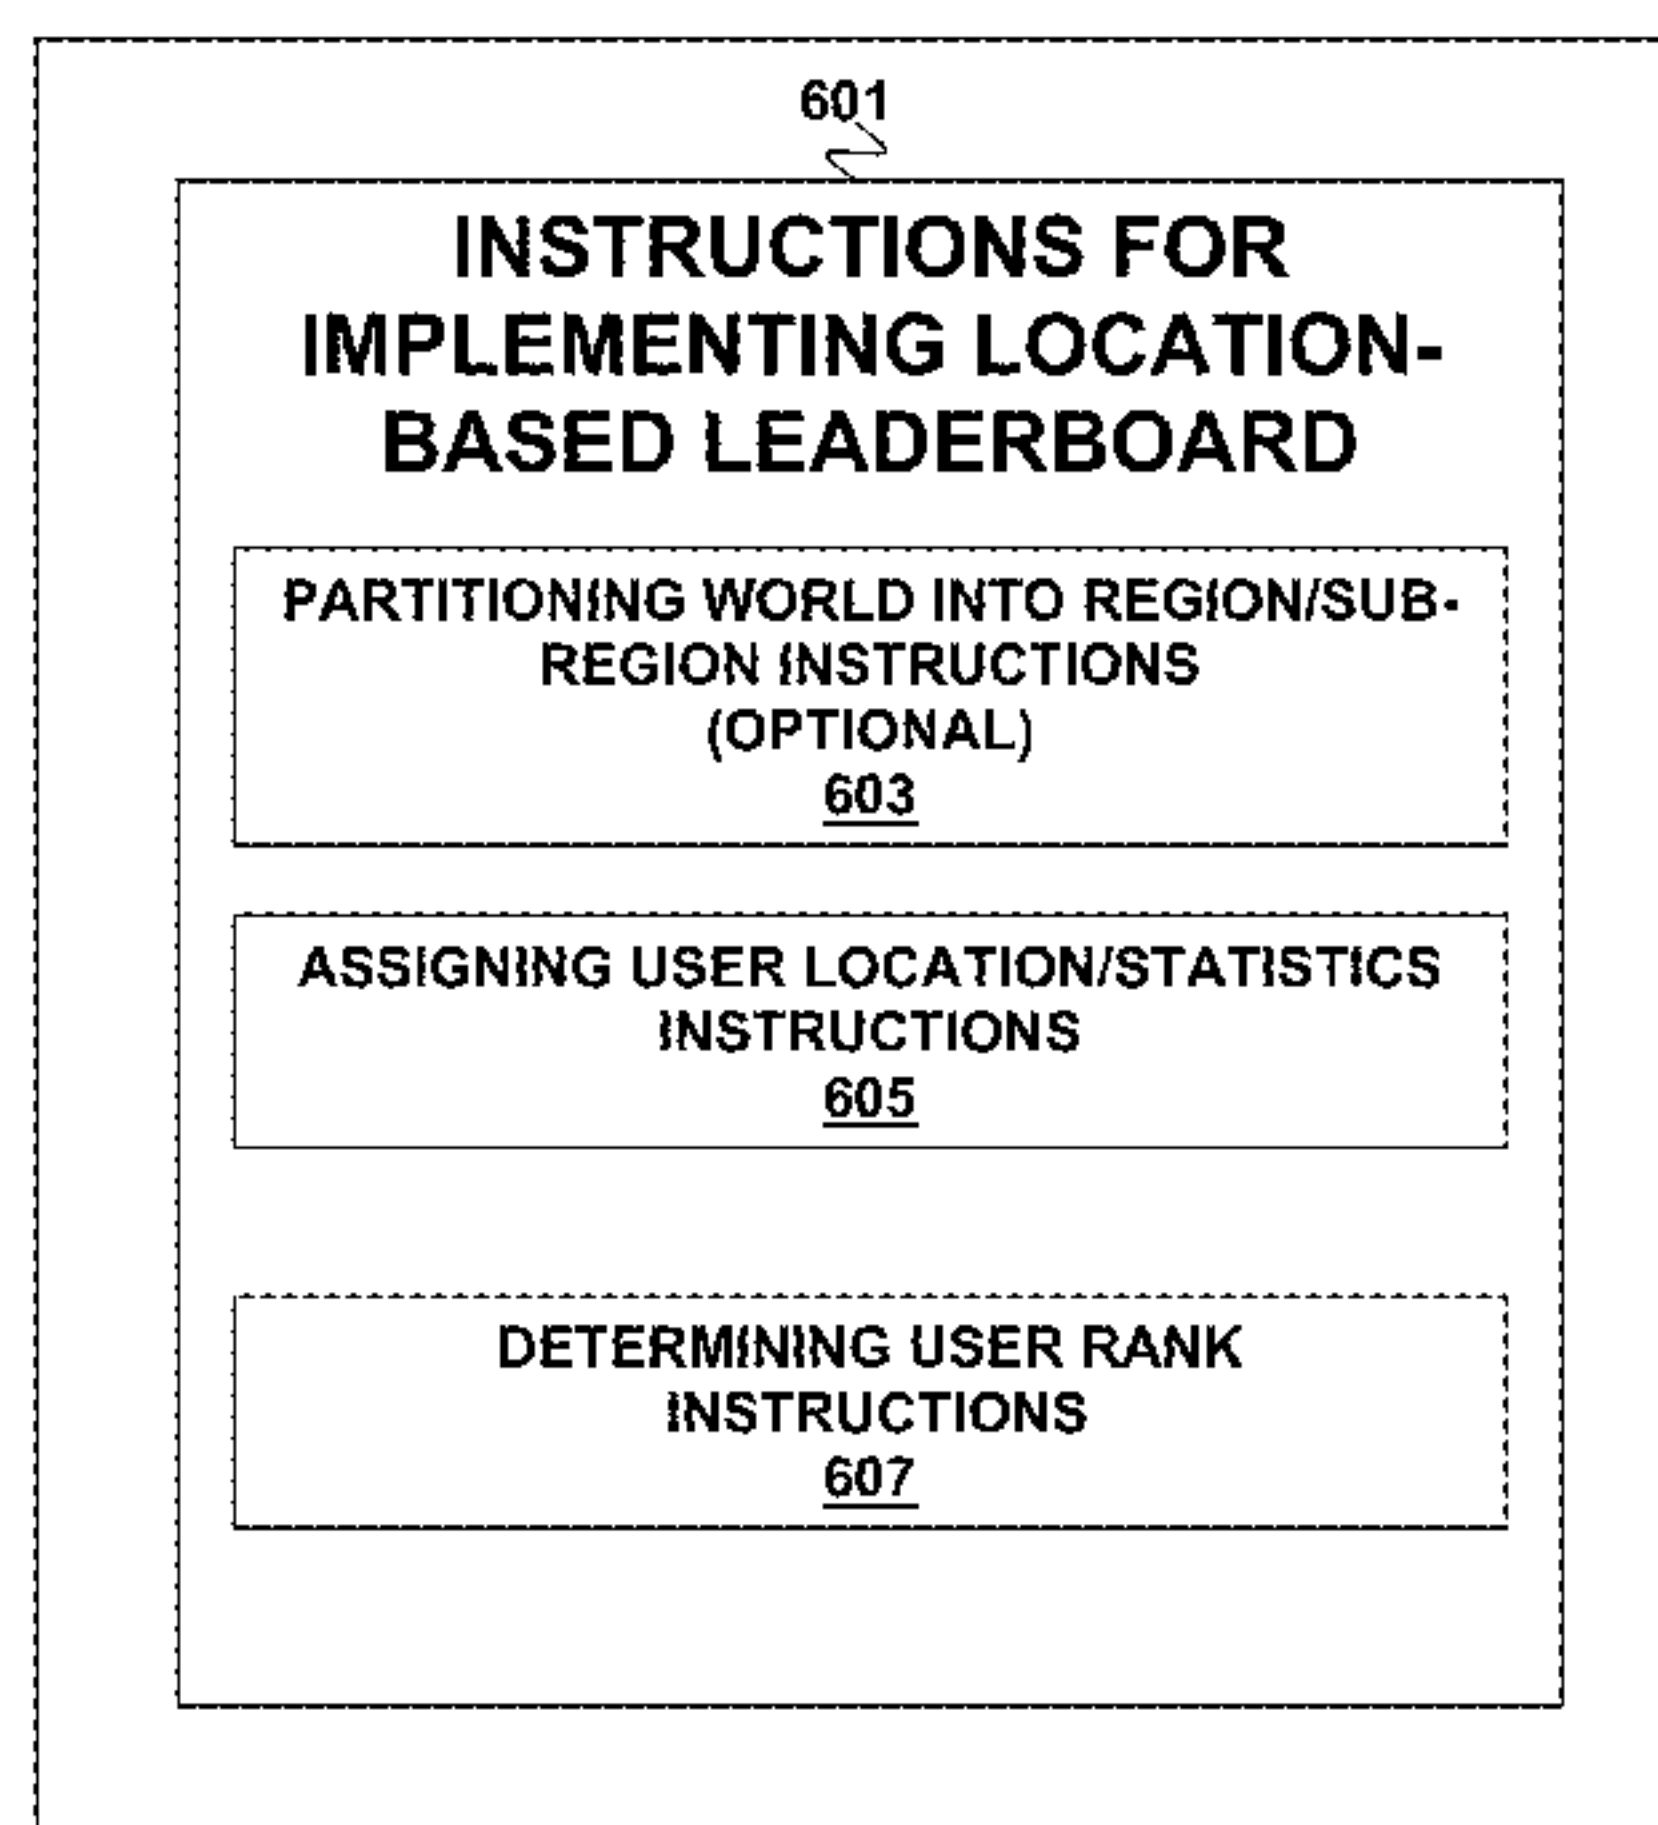 601
INSTRUCTIONS FOR
IMPLEMENTING LOCATION-
BASED LEADERBOARD
PARTITIONING WORLD INTO REGION/SUB-
REGION INSTRUCTIONS
(OPTIONAL)
603
ASSIGNING USER LOCATION/STATISTICS
INSTRUCTIONS
605
DETERMINING USER RANK
INSTRUCTIONS
607